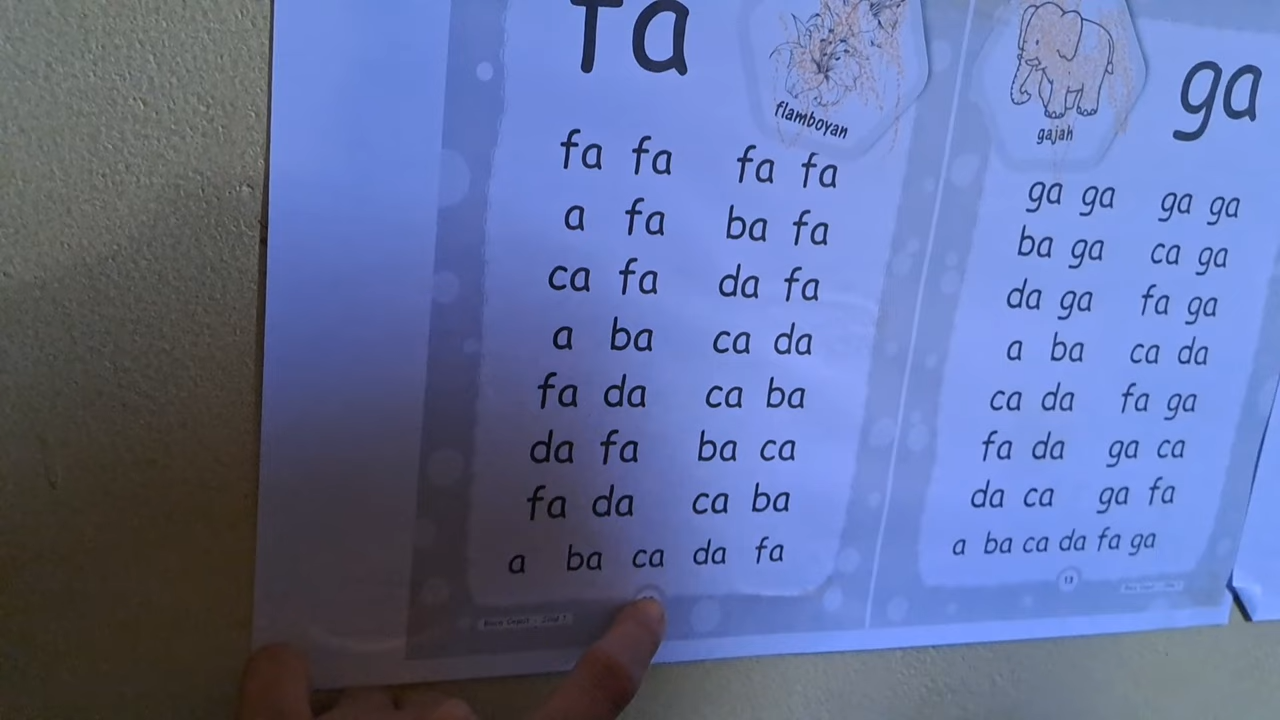 fa
flamboyan
fa fa fa fa
a fa ba fa
ca fa da fa
a ba ca da
fa da ca ba
da fa ba ca
fa da ca ba
a ba ca da fa
ga
gajah
ga ga ga ga
ba ga ca ga
da ga fa ga
a ba ca da
ca da fa ga
fa da ga ca
da ca ga fa
a ba ca da fa ga
13